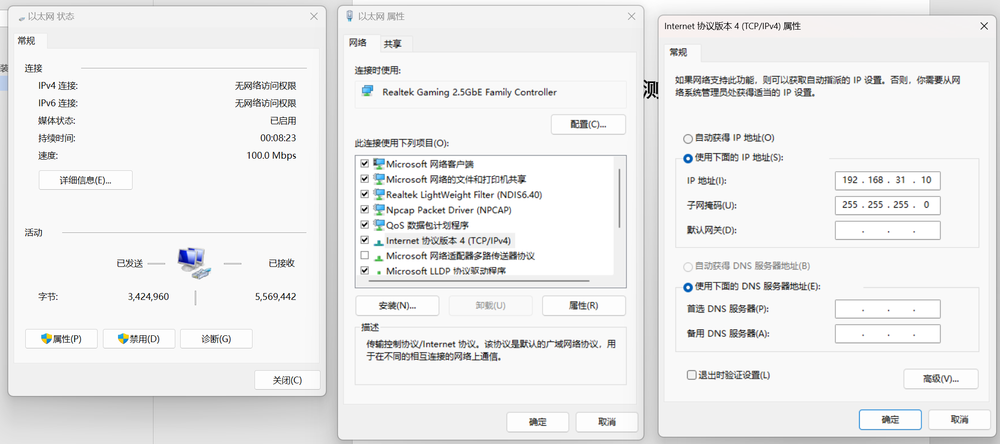 以太网 状态
常规
连接
IPv4 连接: 无网络访问权限
IPv6 连接: 无网络访问权限
媒体状态: 已启用
持续时间: 00:08:23
速度: 100.0 Mbps
详细信息(E)...
活动
已发送 已接收
字节: 3,424,960 5,569,442
属性(P) 禁用(D) 诊断(G)
关闭(C)
装
以太网 属性
网络 共享
连接时使用:
Realtek Gaming 2.5GbE Family Controller
配置(C)...
此连接使用下列项目(O):
Microsoft 网络客户端
Microsoft 网络的文件和打印机共享
Realtek LightWeight Filter (NDIS6.40)
Npcap Packet Driver (NPCAP)
QoS 数据包计划程序
Internet 协议版本 4 (TCP/IPv4)
Microsoft 网络适配器多路传送器协议
Microsoft LLDP 协议驱动程序
安装(N)... 卸载(U) 属性(R)
描述
传输控制协议/Internet 协议。该协议是默认的广域网络协议，用
于在不同的相互连接的网络上通信。
确定 取消
测
Internet 协议版本 4 (TCP/IPv4) 属性
常规
如果网络支持此功能，则可以获取自动指派的 IP 设置。否则，你需要从网
络系统管理员处获得适当的 IP 设置。
自动获得 IP 地址(O)
使用下面的 IP 地址(S):
IP 地址(I): 192 . 168 . 31 . 10
子网掩码(U): 255 . 255 . 255 . 0
默认网关(D): . . .
自动获得 DNS 服务器地址(B)
使用下面的 DNS 服务器地址(E):
首选 DNS 服务器(P): . . .
备用 DNS 服务器(A): . . .
退出时验证设置(L)
高级(V)...
确定 取消